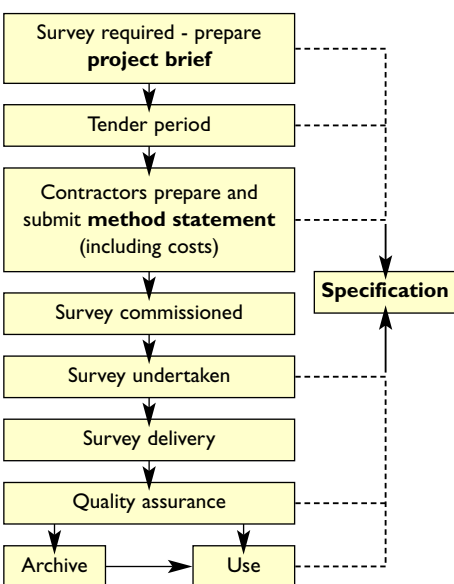 Survey required - prepare
project brief
Tender period
Contractors prepare and
submit method statement
(including costs)
Specification
Survey commissioned
Survey undertaken
Survey delivery
Quality assurance
Archive
Use